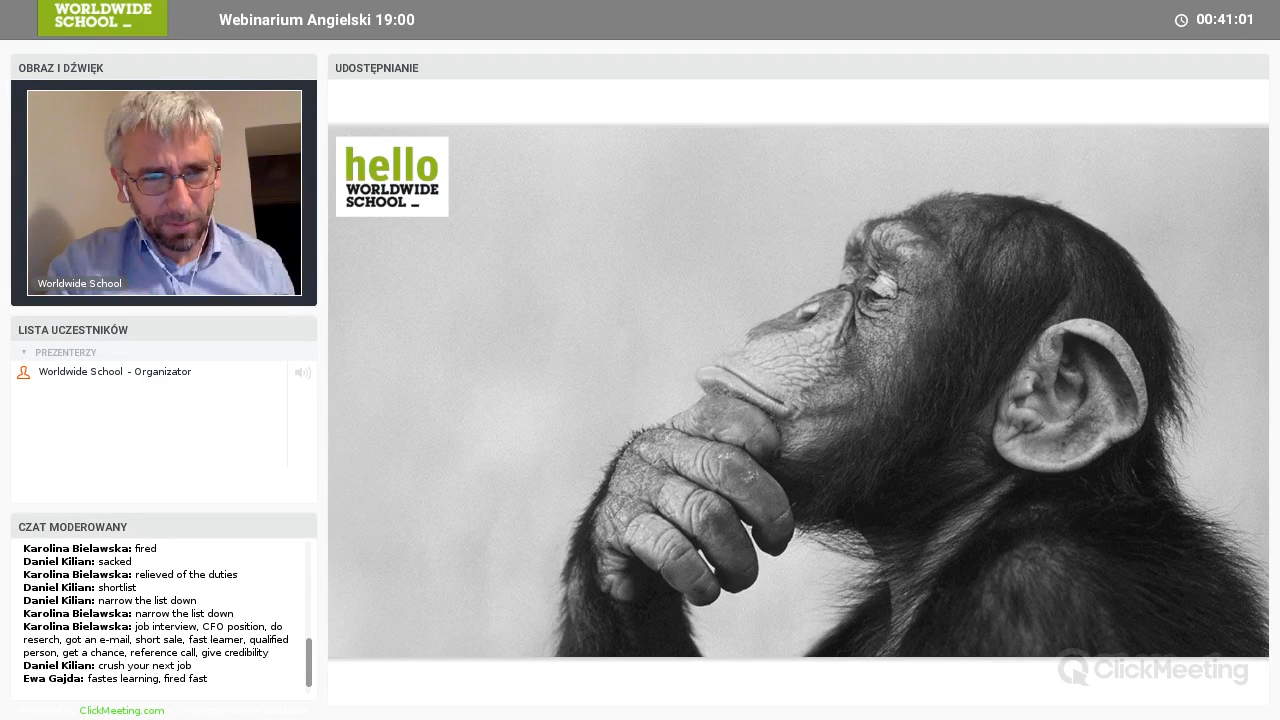 WORLDWIDE
SCHOOL _
Webinarium Angielski 19:00
00:41:01
OBRAZ I DŹWIĘK
Worldwide School
LISTA UCZESTNIKÓW
PREZENTERZY
Worldwide School - Organizator
CZAT MODEROWANY
Karolina Bielawska: fired
Daniel Kilian: sacked
Karolina Bielawska: relieved of the duties
Daniel Kilian: shortlist
Daniel Kilian: narrow the list down
Karolina Bielawska: narrow the list down
Karolina Bielawska: job interview, CFO position, do
reserch, got an e-mail, short sale, fast learner, qualified
person, get a chance, reference call, give credibility
Daniel Kilian: crush your next job
Ewa Gajda: fastes learning, fired fast
ClickMeeting.com
UDOSTĘPNIANIE
hello
WORLDWIDE
SCHOOL _
ClickMeeting